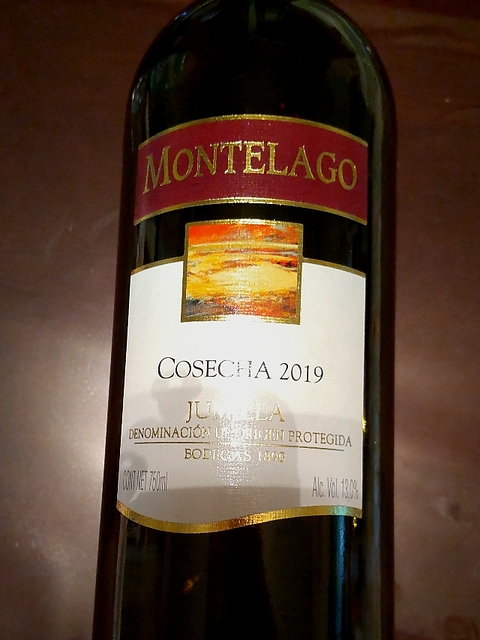 MONTELAGO
COSECHA 2019
JUMILLA
DENOMINACIÓN DE ORIGEN PROTEGIDA
BODEGAS 1890
CONT. NET 750ml Alc. Vol. 13,0%